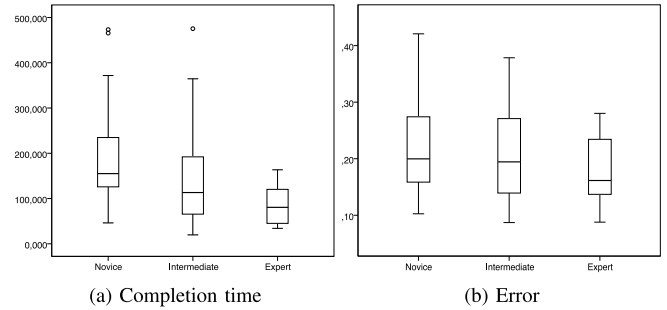 500,000
400,000
300,000
200,000
100,000
0,000
Novice Intermediate Expert
(a) Completion time
,40
,30
,20
,10
Novice Intermediate Expert
(b) Error